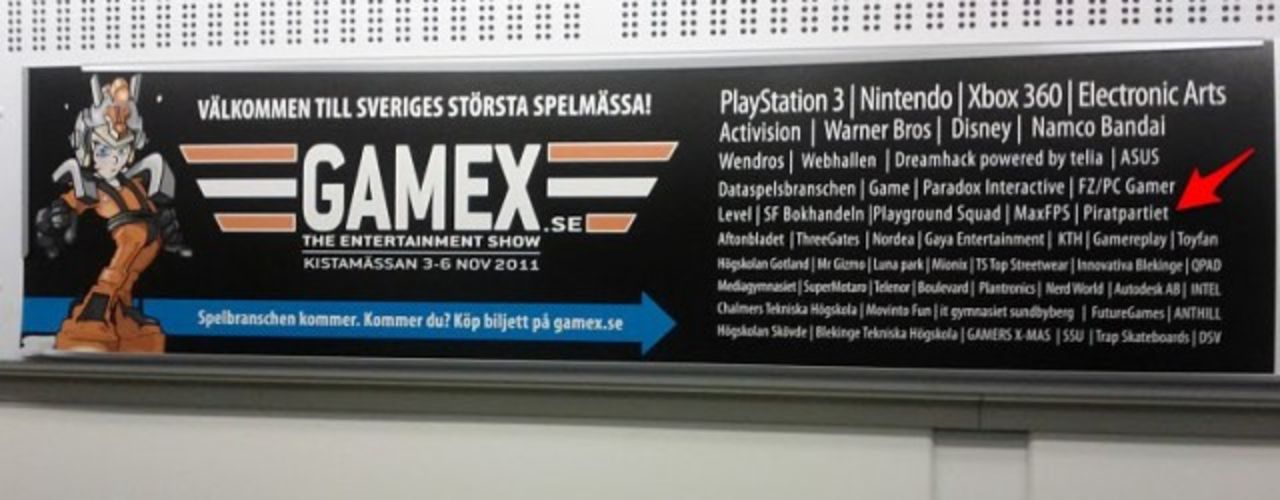 VÄLKOMMEN TILL SVERIGES STÖRSTA SPELMÄSSA!
GAMEX.SE
THE ENTERTAINMENT SHOW
KISTAMÄSSAN 3-6 NOV 2011
Spelbranschen kommer. Kommer du? Köp biljett på gamex.se
PlayStation 3 | Nintendo | Xbox 360 | Electronic Arts
Activision | Warner Bros | Disney | Namco Bandai
Wendros | Webhallen | Dreamhack powered by telia | ASUS
Dataspelsbranschen | Game | Paradox Interactive | FZ/PC Gamer
Level | SF Bokhandeln | Playground Squad | MaxFPS | Piratpartiet
Aftonbladet | ThreeGates | Nordea | Gaya Entertainment | KTH | Gamereplay | Toyfan
Högskolan Gotland | Mr Gizmo | Luna park | Mionix | TS Top Streetwear | Innovativa Blekinge | QPAD
Mediagymnasiet | SuperMotaro | Telenor | Boulevard | Plantronics | Nerd World | Autodesk AB | INTEL
Chalmers Tekniska Högskola | Movinto Fun | it gymnasiet sundbyberg | FutureGames | ANTHILL
Högskolan Skövde | Blekinge Tekniska Högskola | GAMERS X-MAS | SSU | Trap Skateboards | DSV